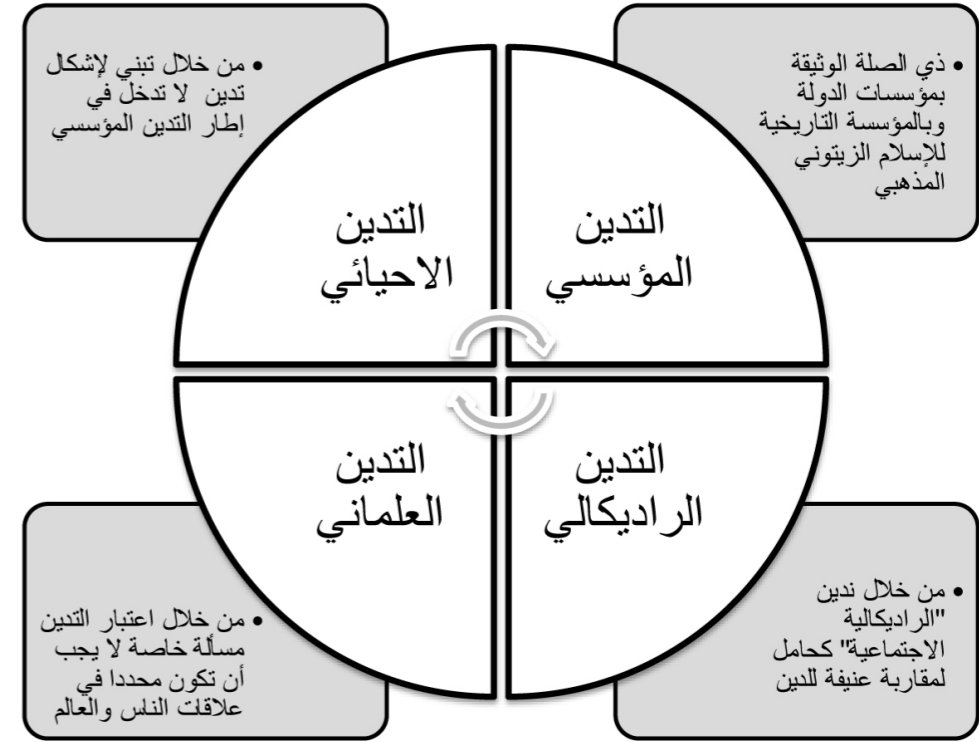 ذي الصلة الوثيقة
بمؤسسات الدولة
وبالمؤسسة التاريخية
للإسلام الزيتوني
المذهبي
من خلال تبني لإشكال
تدين لا تدخل في
إطار التدين المؤسسي
التدين
المؤسسي
التدين
الاحيائي
التدين
الراديكالي
التدين
العلماني
من خلال ندين
"الراديكالية
الاجتماعية" كحامل
لمقاربة عنيفة للدين
من خلال اعتبار التدين
مسألة خاصة لا يجب
أن تكون محددا في
علاقات الناس والعالم